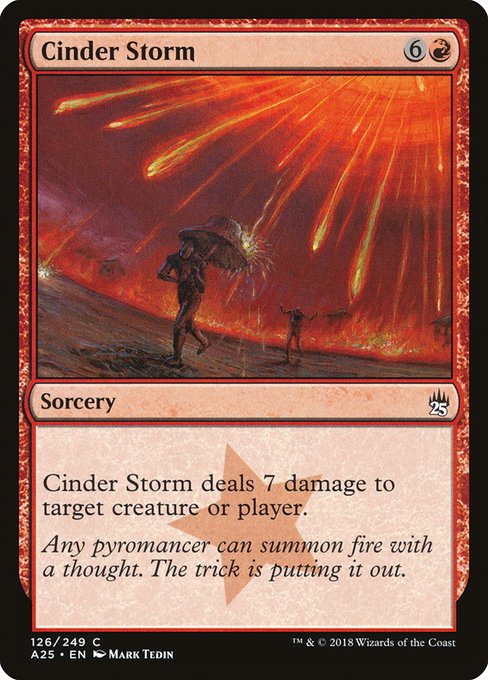 Cinder Storm 6
Sorcery 25
Cinder Storm deals 7 damage to
target creature or player.
Any pyromancer can summon fire with
a thought. The trick is putting it out.
126/249 C
A25 • EN Mark Tedin
™ & © 2018 Wizards of the Coast